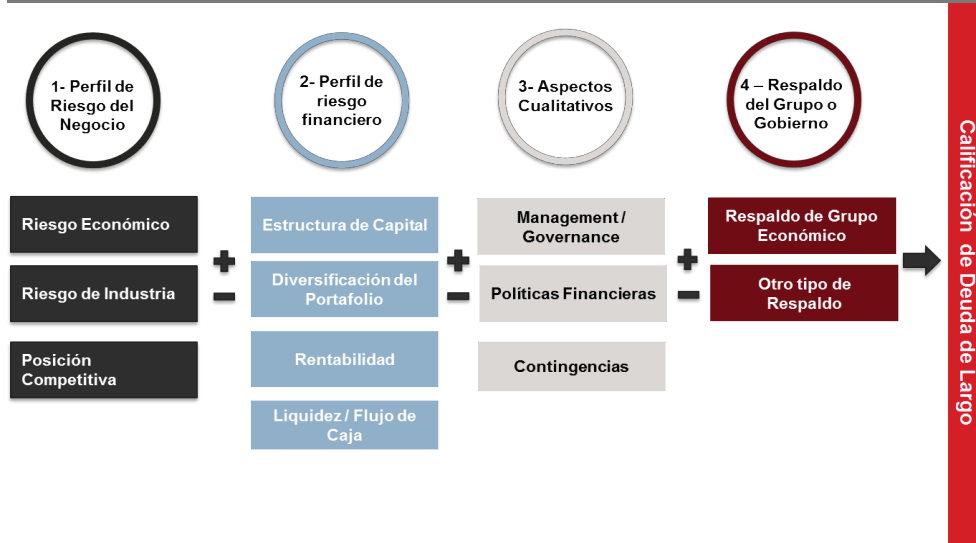 1- Perfil de
Riesgo del
Negocio
2- Perfil de
riesgo
financiero
3- Aspectos
Cualitativos
4 – Respaldo
del Grupo o
Gobierno
Riesgo Económico
Riesgo de Industria
Posición
Competitiva
Estructura de Capital
Diversificación del
Portafolio
Rentabilidad
Liquidez / Flujo de
Caja
Management /
Governance
Políticas Financieras
Contingencias
Respaldo de Grupo
Económico
Otro tipo de
Respaldo
Calificación de Deuda de Largo